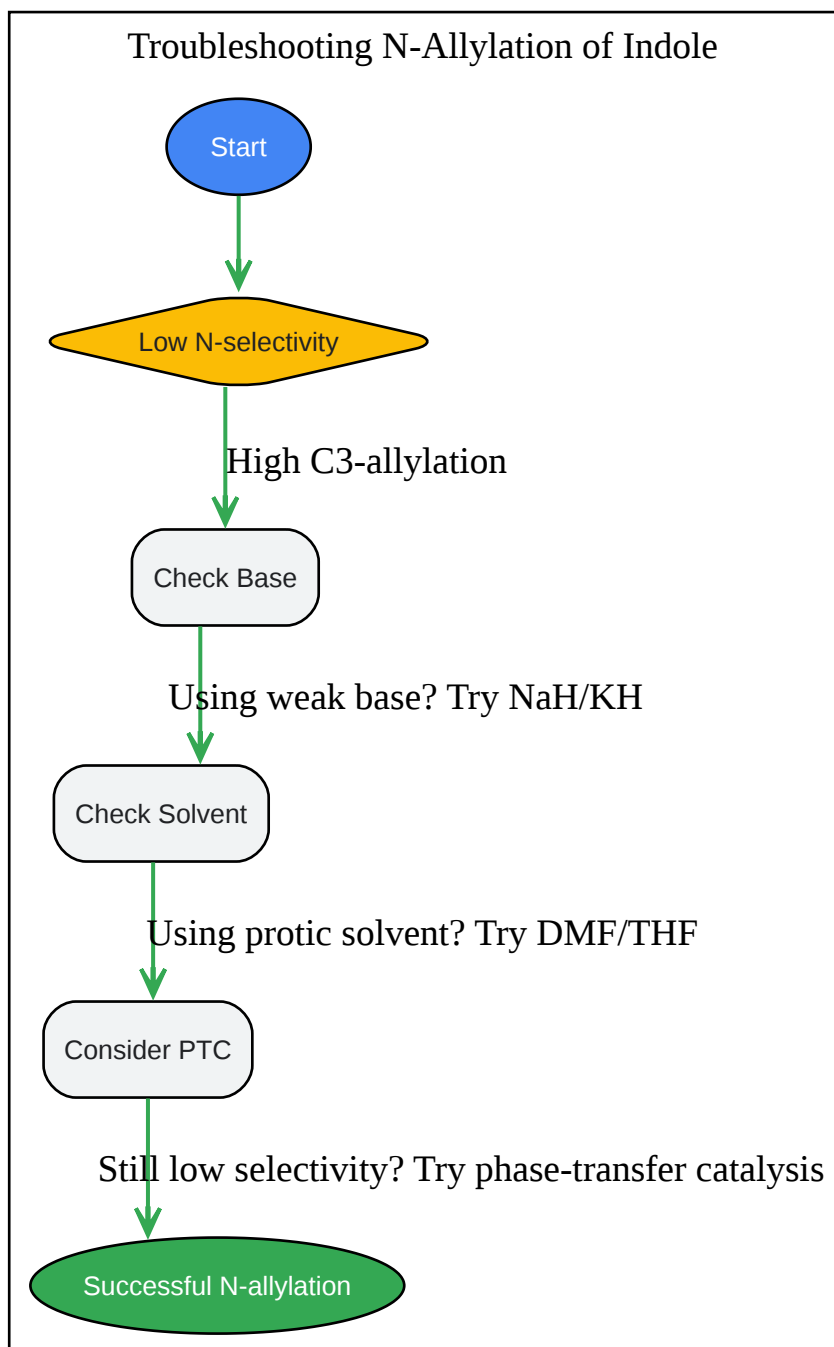 Troubleshooting N-Allylation of Indole
Start
Low N-selectivity
High C3-allylation
Check Base
Using weak base? Try NaH/KH
Check Solvent
Using protic solvent? Try DMF/THF
Consider PTC
Still low selectivity? Try phase-transfer catalysis
Successful N-allylation